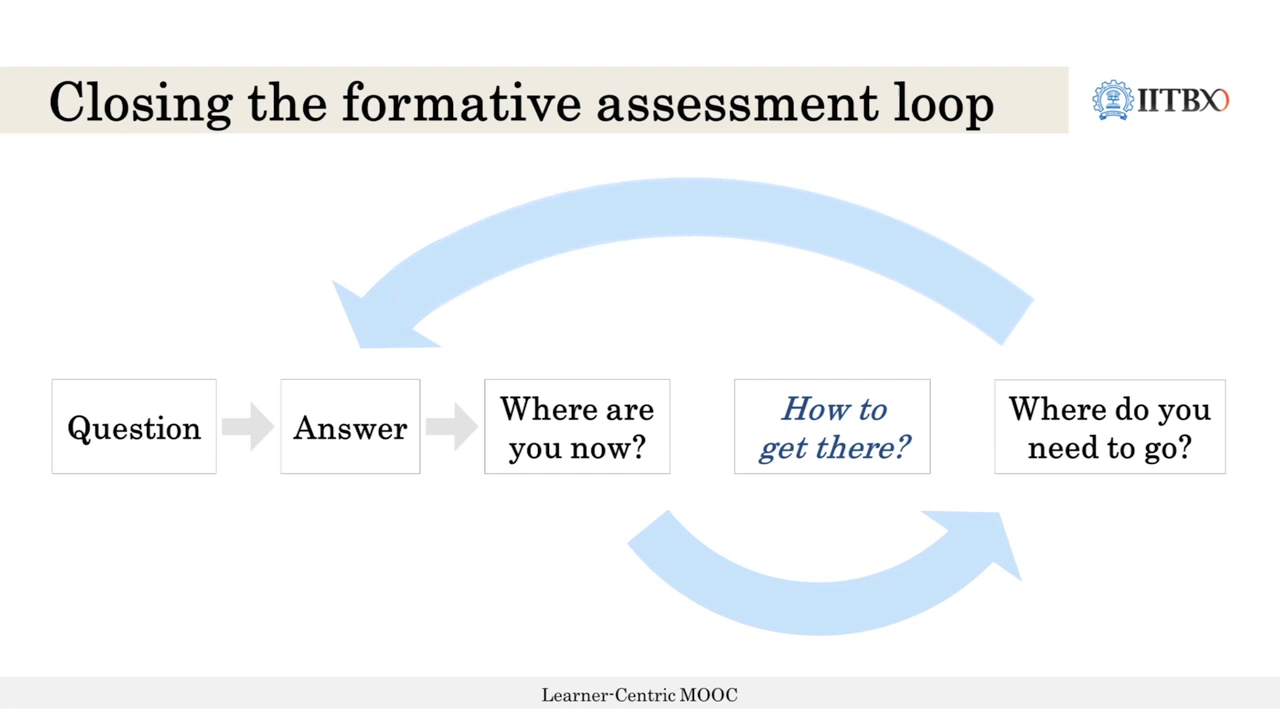 Closing the formative assessment loop
IITBX
Question
Answer
Where are
you now?
How to
get there?
Where do you
need to go?
Learner-Centric MOOC